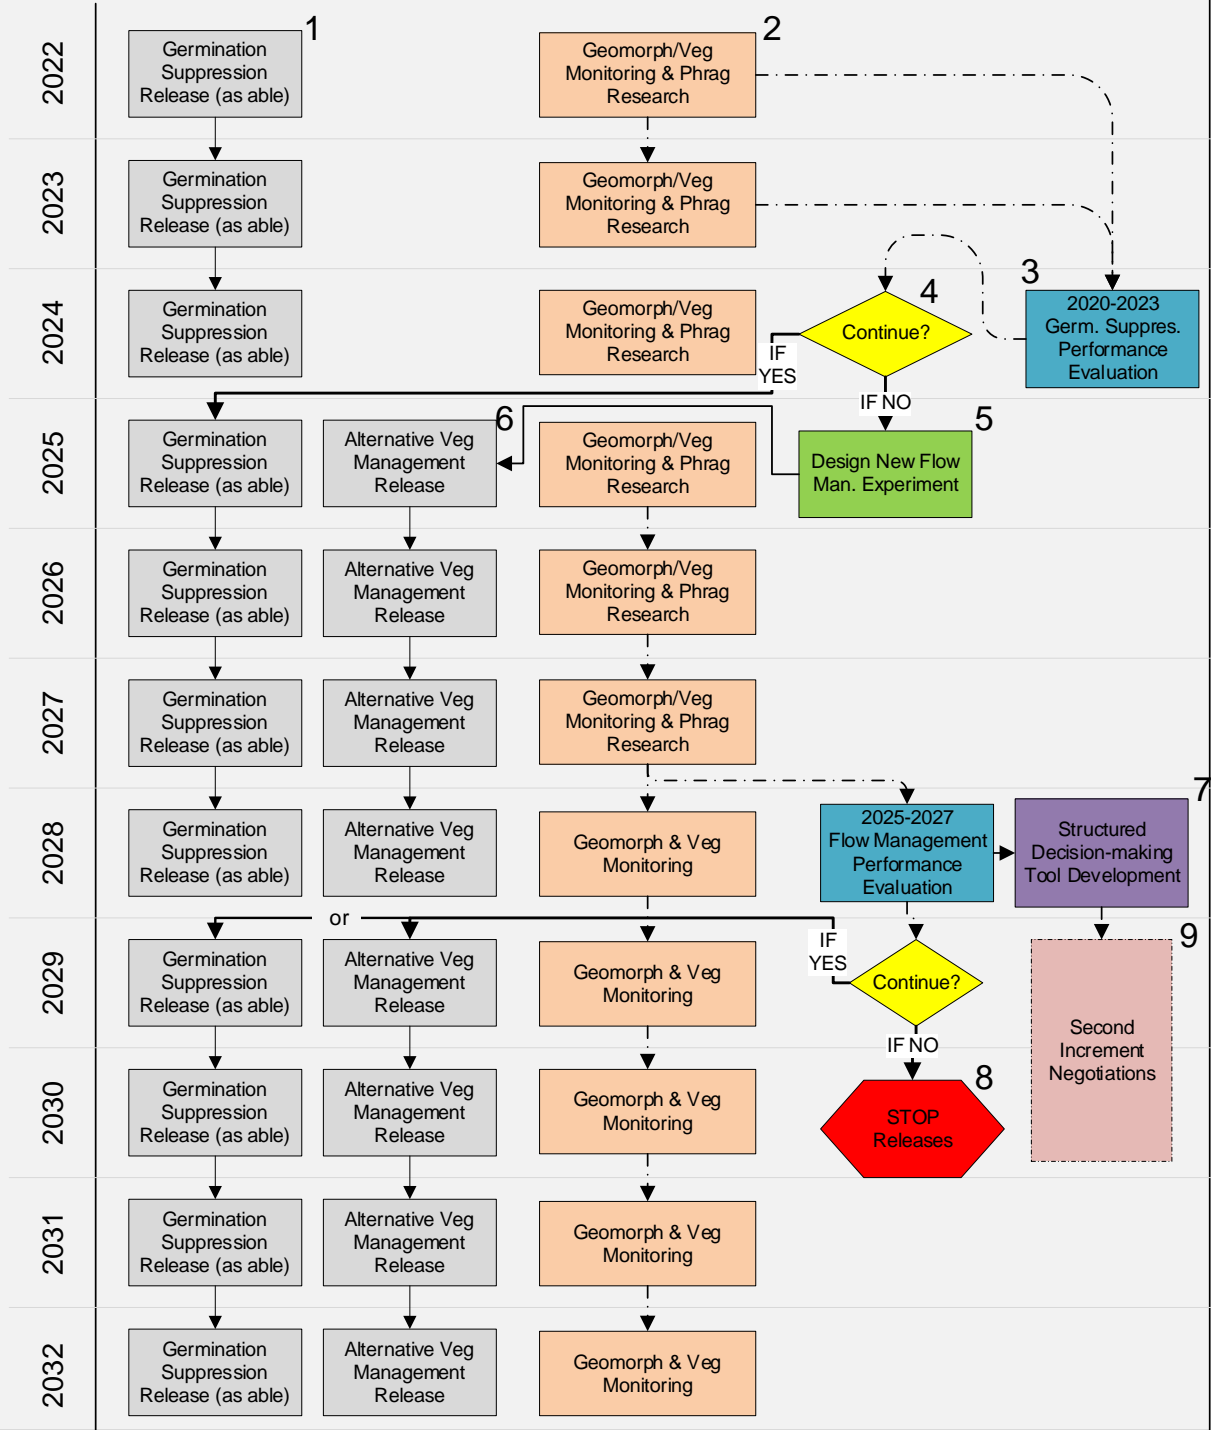 2022
Germination
Suppression
Release (as able)
1
Geomorph/Veg
Monitoring & Phrag
Research
2
2023
Germination
Suppression
Release (as able)
Geomorph/Veg
Monitoring & Phrag
Research
2024
Germination
Suppression
Release (as able)
Geomorph/Veg
Monitoring & Phrag
Research
Continue?
4
3
2020-2023
Germ. Suppres.
Performance
Evaluation
IF
YES
IF NO
2025
Germination
Suppression
Release (as able)
Alternative Veg
Management
Release
6
Geomorph/Veg
Monitoring & Phrag
Research
Design New Flow
Man. Experiment
5
2026
Germination
Suppression
Release (as able)
Alternative Veg
Management
Release
Geomorph/Veg
Monitoring & Phrag
Research
2027
Germination
Suppression
Release (as able)
Alternative Veg
Management
Release
Geomorph/Veg
Monitoring & Phrag
Research
2028
Germination
Suppression
Release (as able)
Alternative Veg
Management
Release
Geomorph & Veg
Monitoring
2025-2027
Flow Management
Performance
Evaluation
Structured
Decision-making
Tool Development
7
or
2029
Germination
Suppression
Release (as able)
Alternative Veg
Management
Release
Geomorph & Veg
Monitoring
IF
YES
Continue?
IF NO
9
Second
Increment
Negotiations
2030
Germination
Suppression
Release (as able)
Alternative Veg
Management
Release
Geomorph & Veg
Monitoring
STOP
Releases
8
2031
Germination
Suppression
Release (as able)
Alternative Veg
Management
Release
Geomorph & Veg
Monitoring
2032
Germination
Suppression
Release (as able)
Alternative Veg
Management
Release
Geomorph & Veg
Monitoring